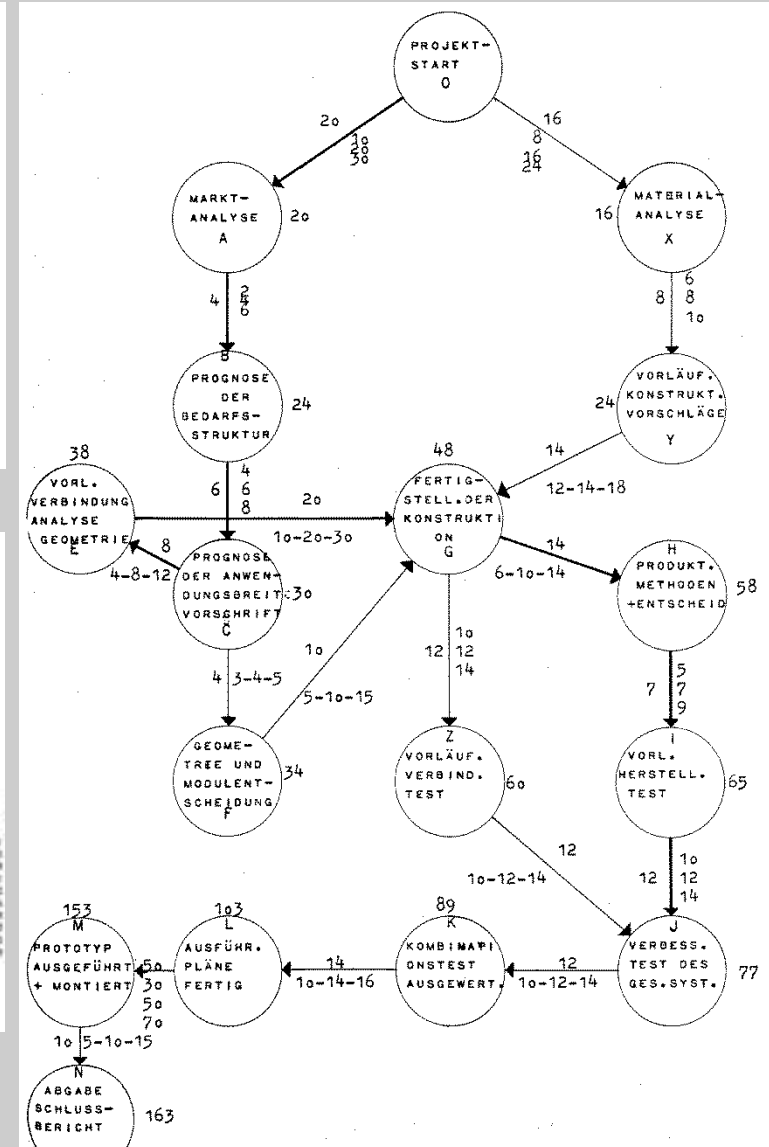 PROJEKT-
START
O
2o
1o
2o
3o
16
8
16
24
MARKT-
ANALYSE
A
2o
16
MATERIAL-
ANALYSE
X
4
2
4
6
8
6
8
1o
B
PROGNOSE
DER
BEDARFS-
STRUKTUR
24
24
VORLÄUF.
KONSTRUKT.
VORSCHLÄGE
Y
14
12-14-18
38
VORL.
VERBINDUNG
ANALYSE
GEOMETRIE
E
6
4
6
8
2o
1o-2o-3o
48
FERTIG-
STELL.DER
KONSTRUKTI
ON
G
8
4-8-12
PROGNOSE
DER ANWEN-
DUNGSBREIT:
VORSCHRIFT
C
3o
14
6-1o-14
H
PRODUKT.
METHODEN
+ENTSCHEID
58
4
3-4-5
1o
5-1o-15
12
1o
12
14
7
5
7
9
GEOME-
TREE UND
MODULENT-
SCHEIDUNG
F
34
Z
VORLÄUF.
VERBIND.
TEST
6o
I
VORL.
HERSTELL.
TEST
65
12
1o-12-14
12
1o
12
14
153
M
PROTOTYP
AUSGEFÜHRT
+ MONTIERT
5o
3o
5o
7o
1o3
L
AUSFÜHR.
PLÄNE
FERTIG
14
1o-14-16
89
K
KOMBINATI
ONSTEST
AUSGEWERT.
12
1o-12-14
J
VERBESS.
TEST DES
GES.SYST.
77
1o
5-1o-15
N
ABGABE
SCHLUSS-
BERICHT
163